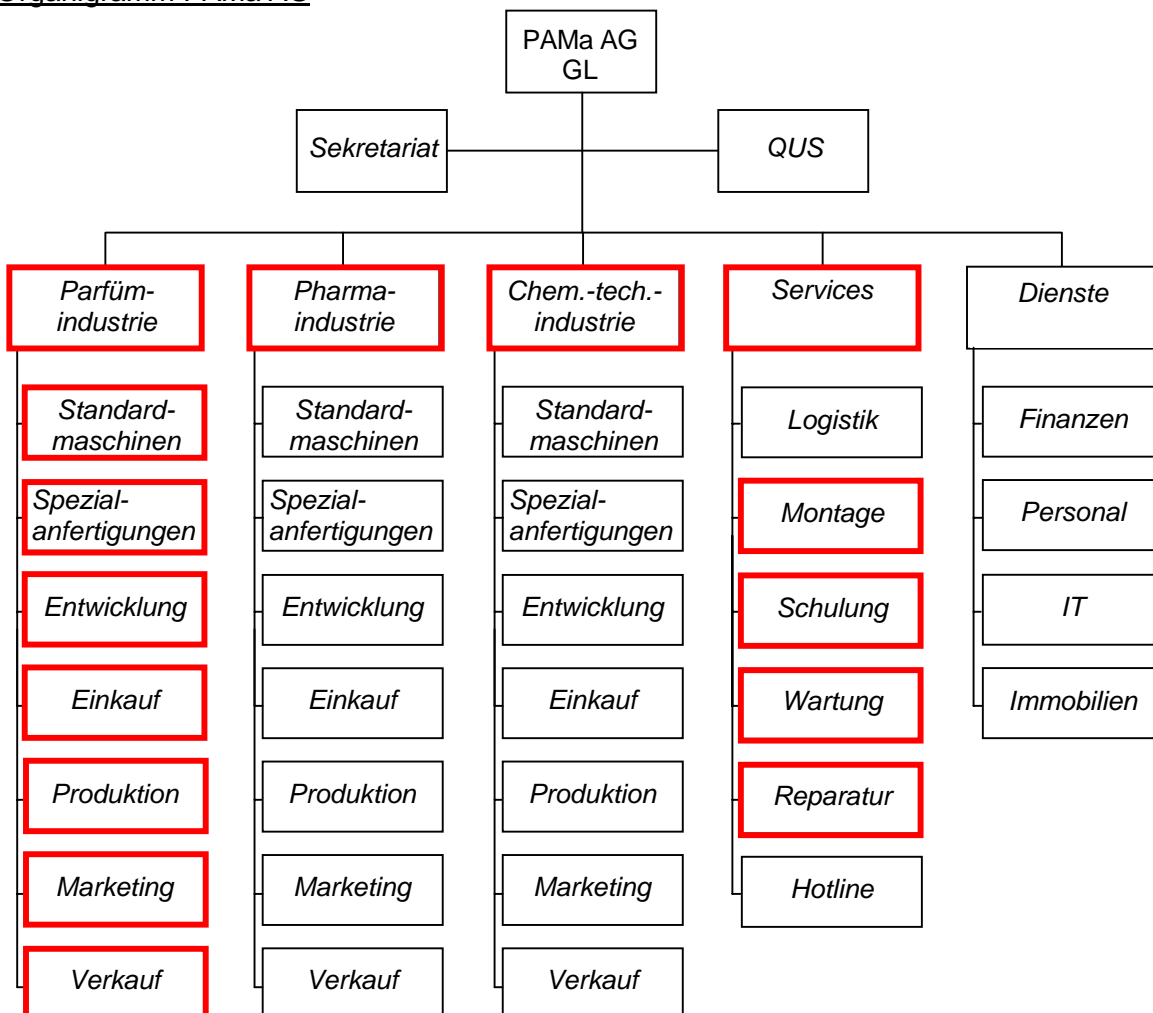 Organigramm PAMa AG
PAMa AG
GL
Sekretariat
QUS
Parfüm-
industrie
Pharma-
industrie
Chem.-tech.-
industrie
Services
Dienste
Standard-
maschinen
Standard-
maschinen
Standard-
maschinen
Logistik
Finanzen
Spezial-
anfertigungen
Spezial-
anfertigungen
Spezial-
anfertigungen
Montage
Personal
Entwicklung
Entwicklung
Entwicklung
Schulung
IT
Einkauf
Einkauf
Einkauf
Wartung
Immobilien
Produktion
Produktion
Produktion
Reparatur
Marketing
Marketing
Marketing
Hotline
Verkauf
Verkauf
Verkauf